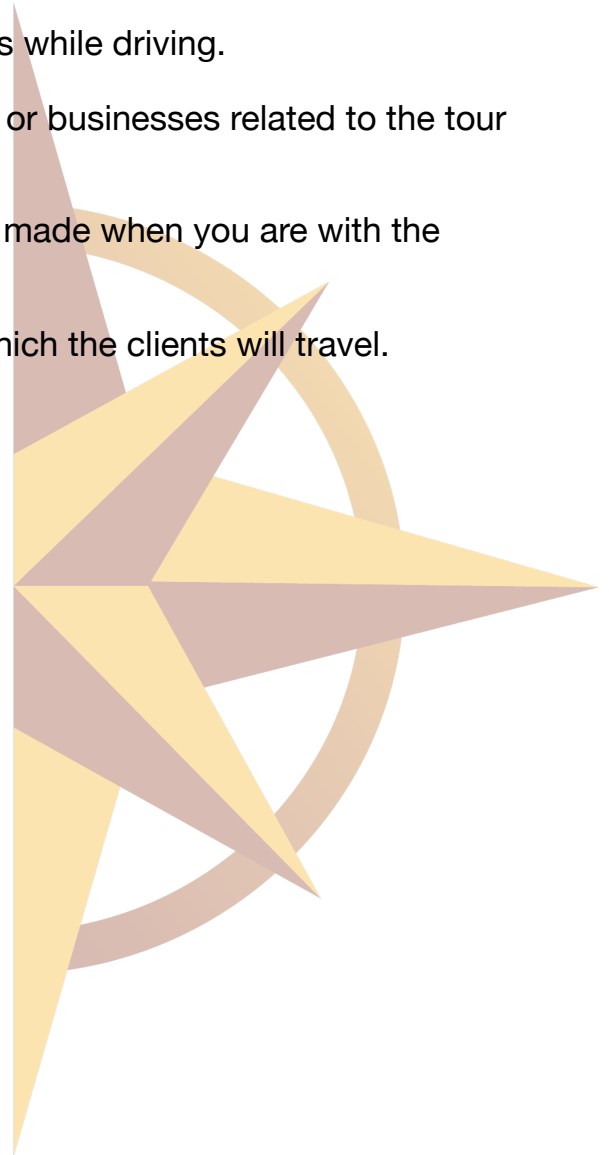 s while driving.
or businesses related to the tour
made when you are with the
hich the clients will travel.